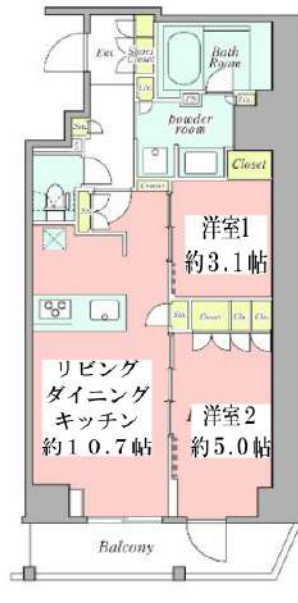 Ent.
Shoes
Closet
Bath
Room
powder
room
Closet
洋室1
約3.1帖
Closet
リビング
ダイニング
キッチン
約10.7帖
洋室2
約5.0帖
Balcony